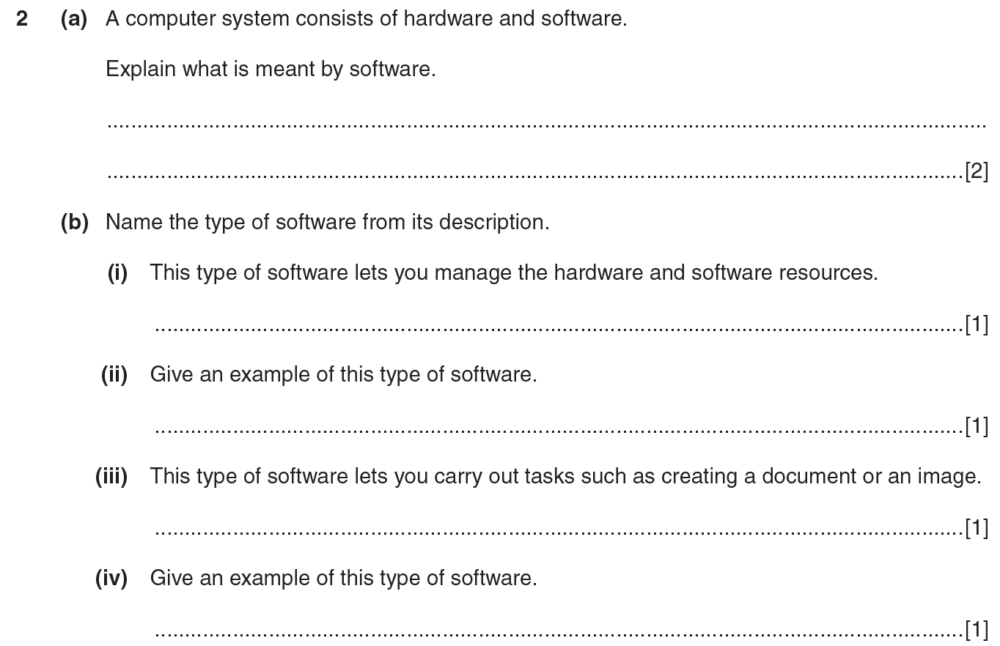 2 (a) A computer system consists of hardware and software.
Explain what is meant by software.
..........................................................................................................................................................
......................................................................................................................................................[2]
(b) Name the type of software from its description.
(i) This type of software lets you manage the hardware and software resources.
..............................................................................................................................................[1]
(ii) Give an example of this type of software.
..............................................................................................................................................[1]
(iii) This type of software lets you carry out tasks such as creating a document or an image.
..............................................................................................................................................[1]
(iv) Give an example of this type of software.
..............................................................................................................................................[1]